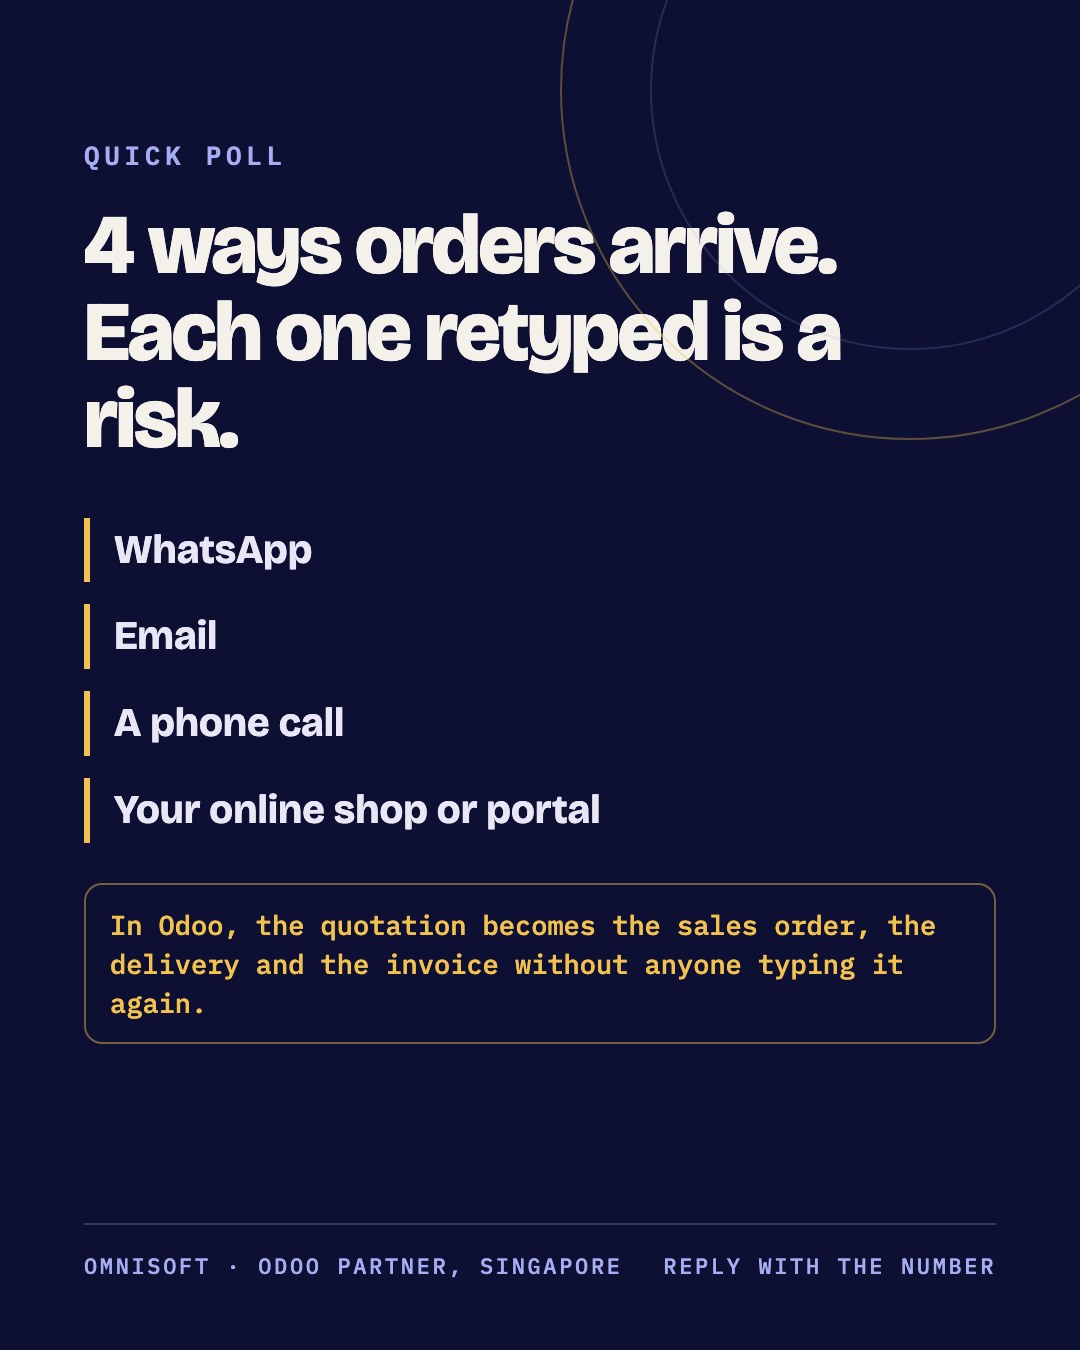 QUICK POLL
4 ways orders arrive.
Each one retyped is a
risk.
WhatsApp
Email
A phone call
Your online shop or portal
In Odoo, the quotation becomes the sales order, the
delivery and the invoice without anyone typing it
again.
OMNISOFT · ODOO PARTNER, SINGAPORE REPLY WITH THE NUMBER